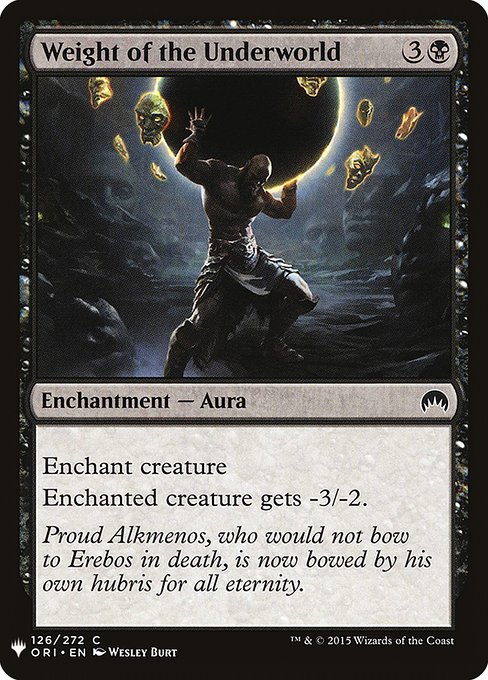 Weight of the Underworld 3
Enchantment — Aura
Enchant creature
Enchanted creature gets -3/-2.
Proud Alkmenos, who would not bow
to Erebos in death, is now bowed by his
own hubris for all eternity.
126/272 C
ORI • EN Wesley Burt
™ & © 2015 Wizards of the Coast